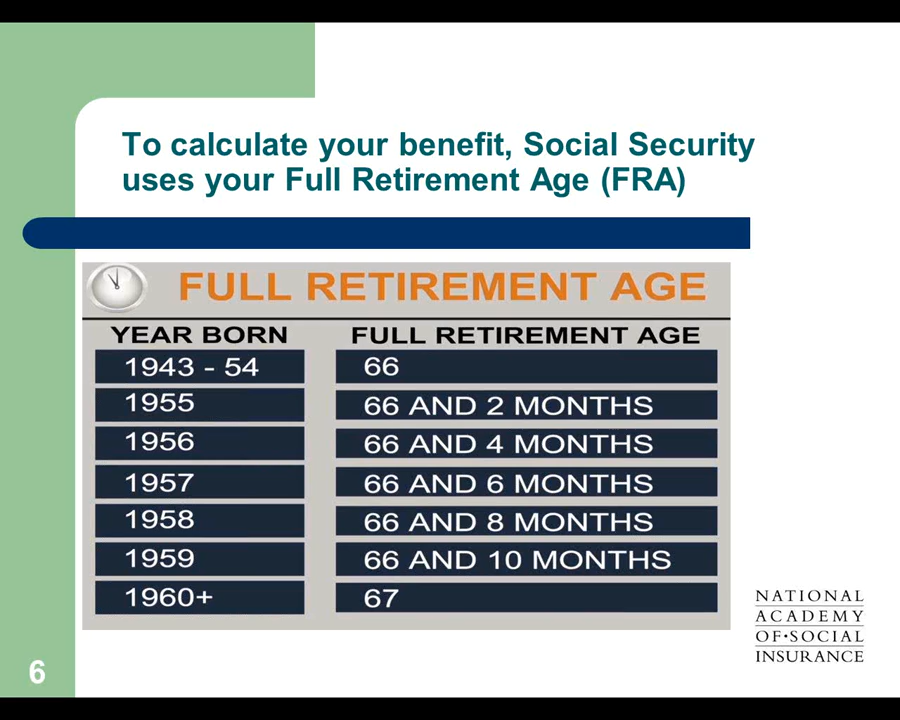 To calculate your benefit, Social Security
uses your Full Retirement Age (FRA)
FULL RETIREMENT AGE
YEAR BORN FULL RETIREMENT AGE
1943 - 54 66
1955 66 AND 2 MONTHS
1956 66 AND 4 MONTHS
1957 66 AND 6 MONTHS
1958 66 AND 8 MONTHS
1959 66 AND 10 MONTHS
1960+ 67
NATIONAL
ACADEMY
OF·SOCIAL
INSURANCE
6